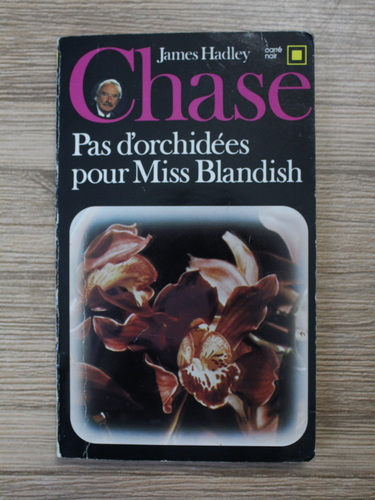 James Hadley
carré
noir
Chase
Pas d'orchidées
pour Miss Blandish